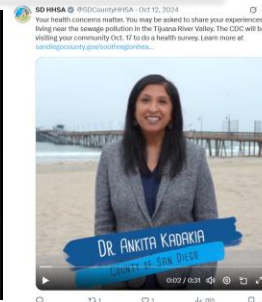 SD HHSA @SDCountyHHSA · Oct 12, 2024
Your health concerns matter. You may be asked to share your experiences
living near the sewage pollution in the Tijuana River Valley. The CDC will be
visiting your community Oct. 17 to do a health survey. Learn more at
sandiegocounty.gov/southregionhea...
DR. ANKITA KADAKIA
COUNTY OF SAN DIEGO
0:02 / 0:31